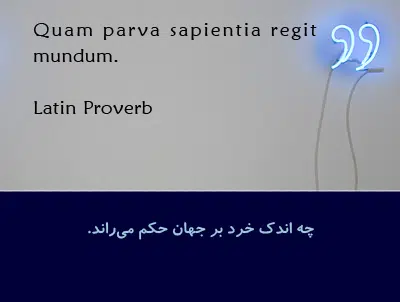 Quam parva sapientia regit
mundum.
Latin Proverb
چه اندک خرد بر جهان حکم می‌راند.